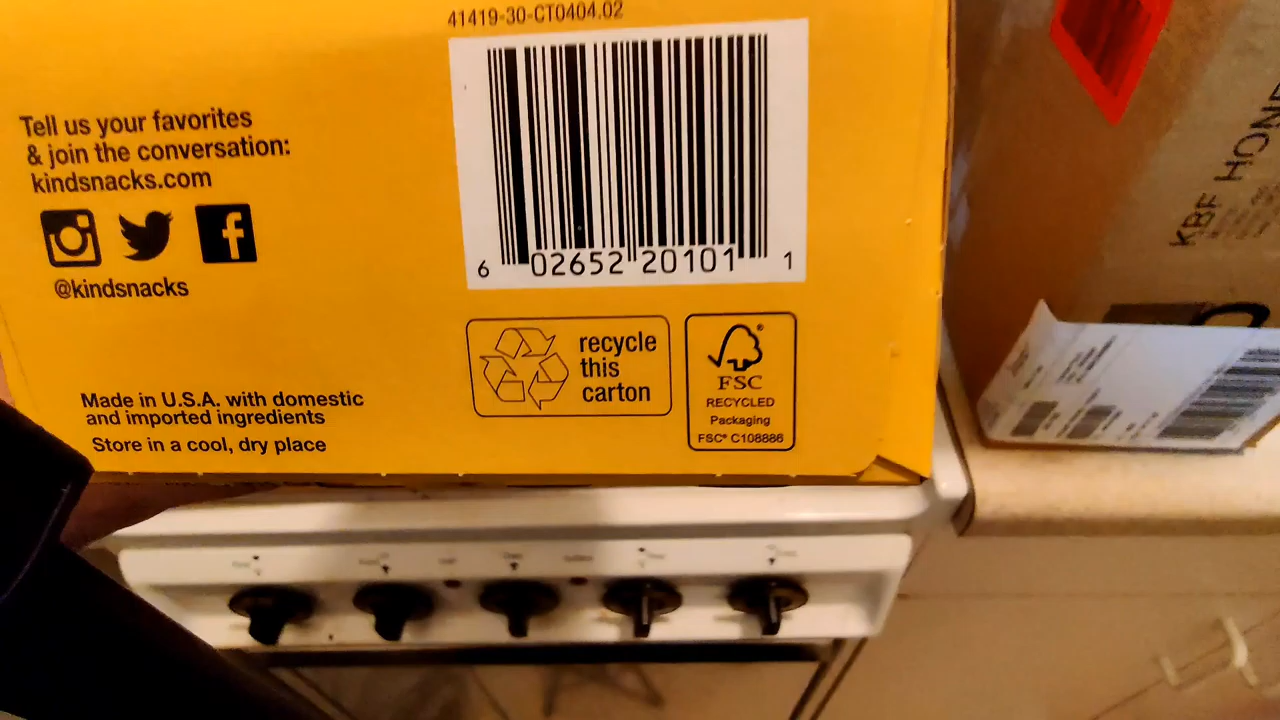 41419-30-CT0404.02
Tell us your favorites
& join the conversation:
kindsnacks.com
@kindsnacks
6 02652 20101 1
recycle
this
carton
FSC
RECYCLED
Packaging
FSC® C108886
Made in U.S.A. with domestic
and imported ingredients
Store in a cool, dry place
KBF